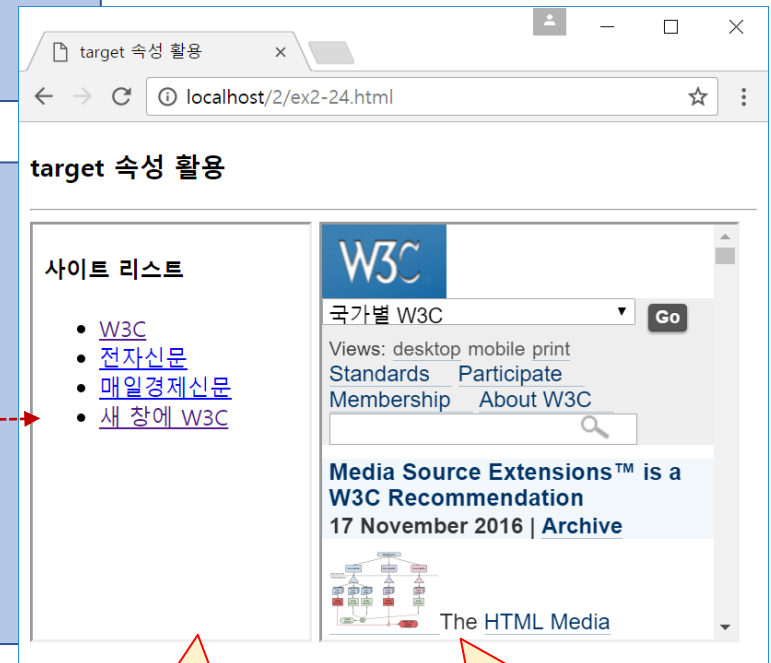 target 속성 활용
localhost/2/ex2-24.html
target 속성 활용
사이트 리스트
W3C
전자신문
매일경제신문
새 창에 W3C
W3C
국가별 W3C
Go
Views: desktop mobile print
Standards Participate
Membership About W3C
Media Source Extensions™ is a
W3C Recommendation
17 November 2016 | Archive
The HTML Media